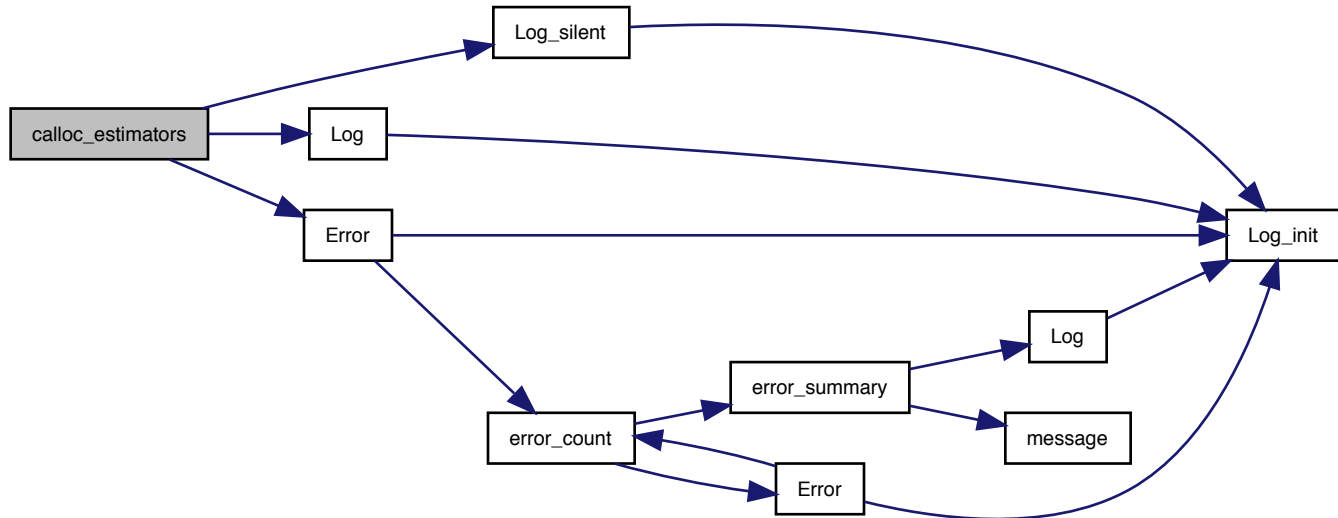 Log_silent
calloc_estimators
Log
Error
Log_init
Log
error_summary
error_count
message
Error